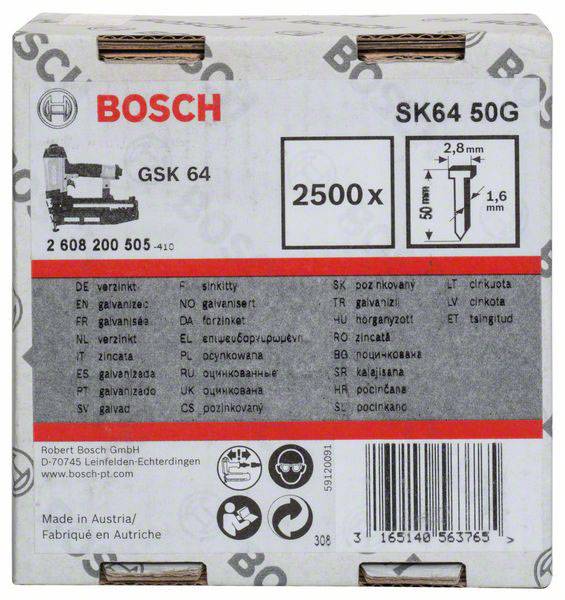 BOSCH
SK64 50G
GSK 64
2500 x
2,8mm
50 mm
1,6
mm
2 608 200 505 -410
DE verzinkt
EN galvanized
FR galvanisée
NL verzinkt
IT zincata
ES galvanizada
PT galvanizado
SV galvad
FI sinkitty
NO galvanisert
DA forzinket
EL επιψευδαργυρωμένη
PL ocynkowana
RU оцинкованные
UK оцинкована
CS pozinkovaný
SK pozinkovaný
TR galvanizli
HU horganyzott
RO zincată
BG поцинкована
SR kalajisana
HR pocinčana
SL pocinkano
LT cinkuota
LV cinkota
ET tsingitud
Robert Bosch GmbH
D-70745 Leinfelden-Echterdingen
www.bosch-pt.com
Made in Austria/
Fabriqué en Autriche
59120091
308
3 165140 563765 >